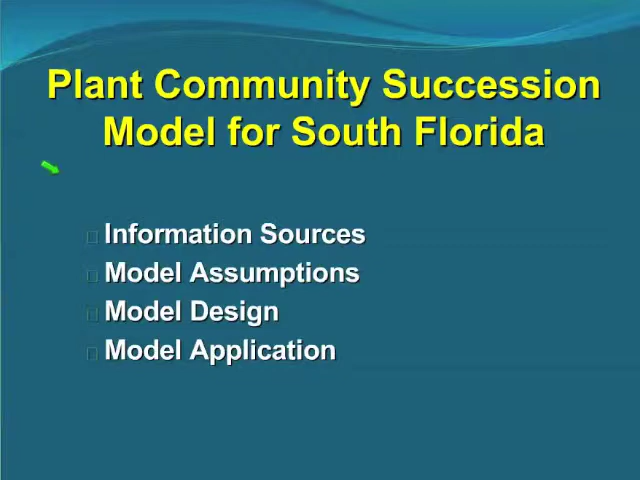 Plant Community Succession
Model for South Florida
Information Sources
Model Assumptions
Model Design
Model Application